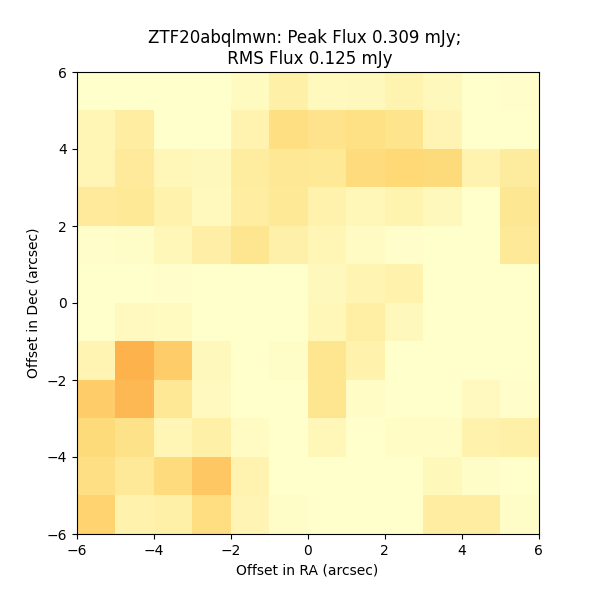 ZTF20abqlmwn: Peak Flux 0.309 mJy;
RMS Flux 0.125 mJy
6
4
2
0
−2
−4
−6
Offset in Dec (arcsec)
−6 −4 −2 0 2 4 6
Offset in RA (arcsec)